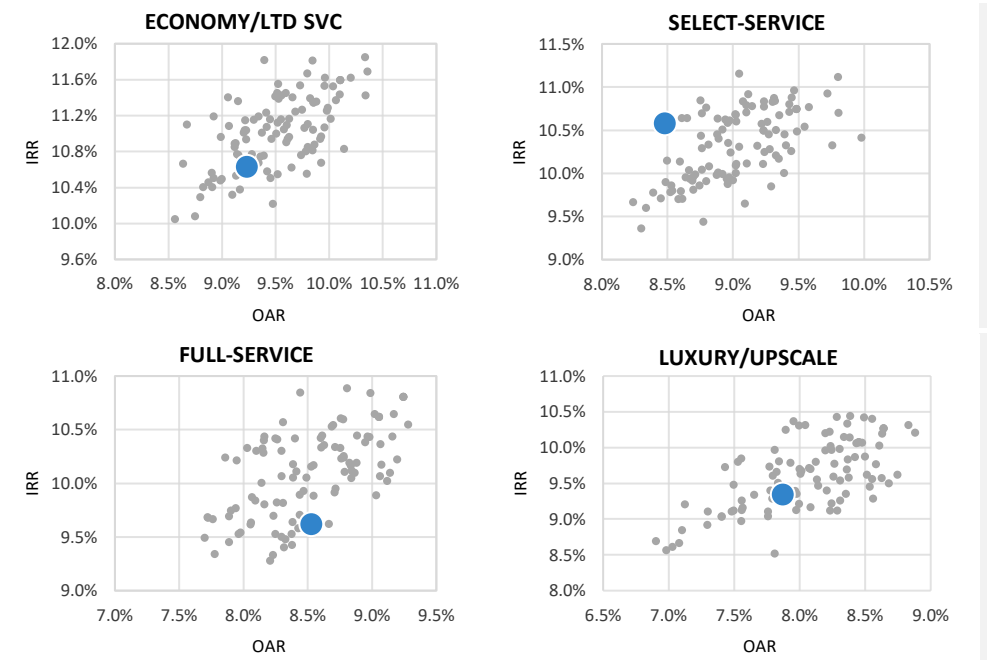 ECONOMY/LTD SVC
12.0%
11.6%
11.2%
10.8%
10.4%
10.0%
9.6%
IRR
8.0% 8.5% 9.0% 9.5% 10.0% 10.5% 11.0%
OAR
SELECT-SERVICE
11.5%
11.0%
10.5%
10.0%
9.5%
9.0%
IRR
8.0% 8.5% 9.0% 9.5% 10.0% 10.5%
OAR
FULL-SERVICE
11.0%
10.5%
10.0%
9.5%
9.0%
IRR
7.0% 7.5% 8.0% 8.5% 9.0% 9.5%
OAR
LUXURY/UPSCALE
11.0%
10.5%
10.0%
9.5%
9.0%
8.5%
8.0%
IRR
6.5% 7.0% 7.5% 8.0% 8.5% 9.0%
OAR